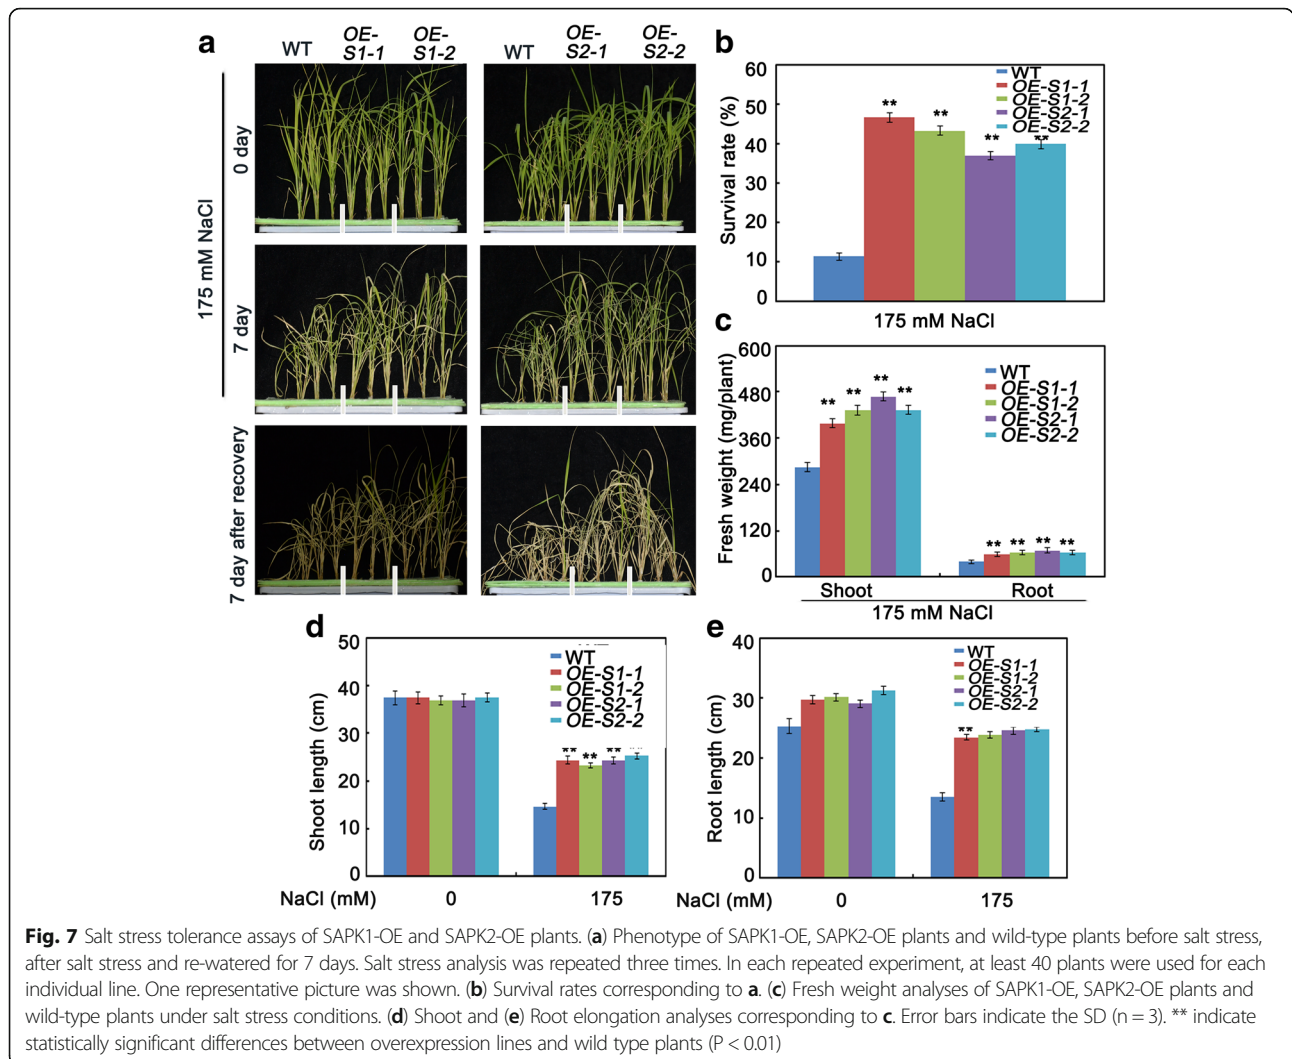 a
WT
OE-S1-1
OE-S1-2
WT
OE-S2-1
OE-S2-2
175 mM NaCl
0 day
7 day
7 day after recovery
b
Survival rate (%)
60
50
40
30
20
10
0
WT
OE-S1-1
OE-S1-2
OE-S2-1
OE-S2-2
**
**
**
**
175 mM NaCl
c
Fresh weight (mg/plant)
600
480
360
240
120
0
WT
OE-S1-1
OE-S1-2
OE-S2-1
OE-S2-2
** ** ** **
** ** ** **
Shoot
Root
175 mM NaCl
d
Shoot length (cm)
50
40
30
20
10
0
WT
OE-S1-1
OE-S1-2
OE-S2-1
OE-S2-2
** ** ** **
NaCl (mM)
0
175
e
Root length (cm)
40
30
20
10
0
WT
OE-S1-1
OE-S1-2
OE-S2-1
OE-S2-2
**
NaCl (mM)
0
175
Fig. 7 Salt stress tolerance assays of SAPK1-OE and SAPK2-OE plants. (a) Phenotype of SAPK1-OE, SAPK2-OE plants and wild-type plants before salt stress,
after salt stress and re-watered for 7 days. Salt stress analysis was repeated three times. In each repeated experiment, at least 40 plants were used for each
individual line. One representative picture was shown. (b) Survival rates corresponding to a. (c) Fresh weight analyses of SAPK1-OE, SAPK2-OE plants and
wild-type plants under salt stress conditions. (d) Shoot and (e) Root elongation analyses corresponding to c. Error bars indicate the SD (n = 3). ** indicate
statistically significant differences between overexpression lines and wild type plants (P < 0.01)